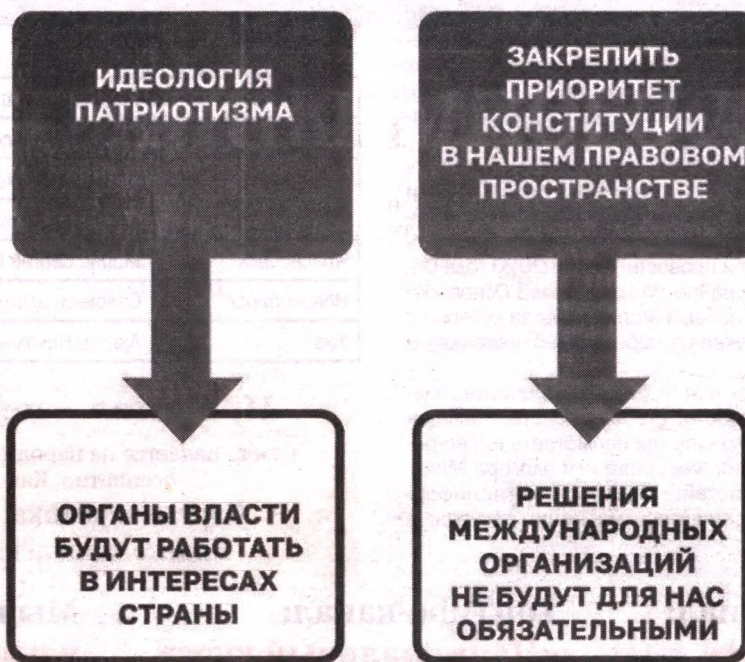 ИДЕОЛОГИЯ
ПАТРИОТИЗМА
ОРГАНЫ ВЛАСТИ
БУДУТ РАБОТАТЬ
В ИНТЕРЕСАХ
СТРАНЫ
ЗАКРЕПИТЬ
ПРИОРИТЕТ
КОНСТИТУЦИИ
В НАШЕМ ПРАВОВОМ
ПРОСТРАНСТВЕ
РЕШЕНИЯ
МЕЖДУНАРОДНЫХ
ОРГАНИЗАЦИЙ
НЕ БУДУТ ДЛЯ НАС
ОБЯЗАТЕЛЬНЫМИ